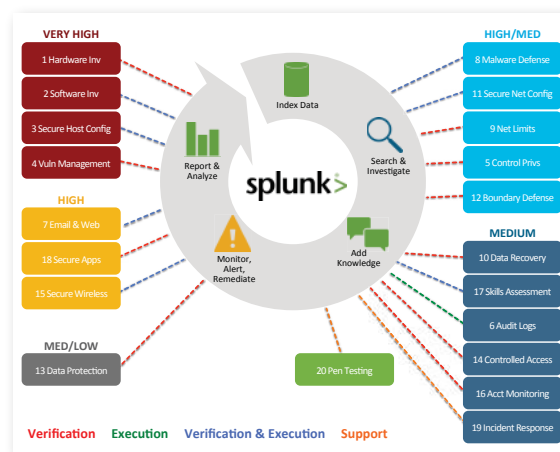 VERY HIGH
1 Hardware Inv
2 Software Inv
3 Secure Host Config
4 Vuln Management
HIGH
7 Email & Web
18 Secure Apps
15 Secure Wireless
MED/LOW
13 Data Protection
Index Data
Report &
Analyze
Search &
Investigate
splunk>
Monitor,
Alert,
Remediate
Add
Knowledge
20 Pen Testing
HIGH/MED
8 Malware Defense
11 Secure Net Config
9 Net Limits
5 Control Privs
12 Boundary Defense
MEDIUM
10 Data Recovery
17 Skills Assessment
6 Audit Logs
14 Controlled Access
16 Acct Monitoring
19 Incident Response
Verification Execution Verification & Execution Support